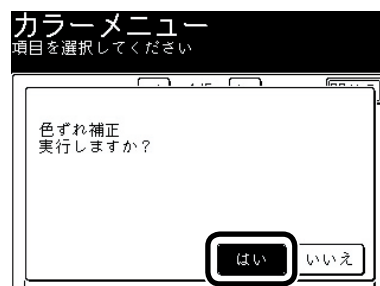 カラーメニュー
項目を選択してください
色ずれ補正
実行しますか？
はい
いいえ